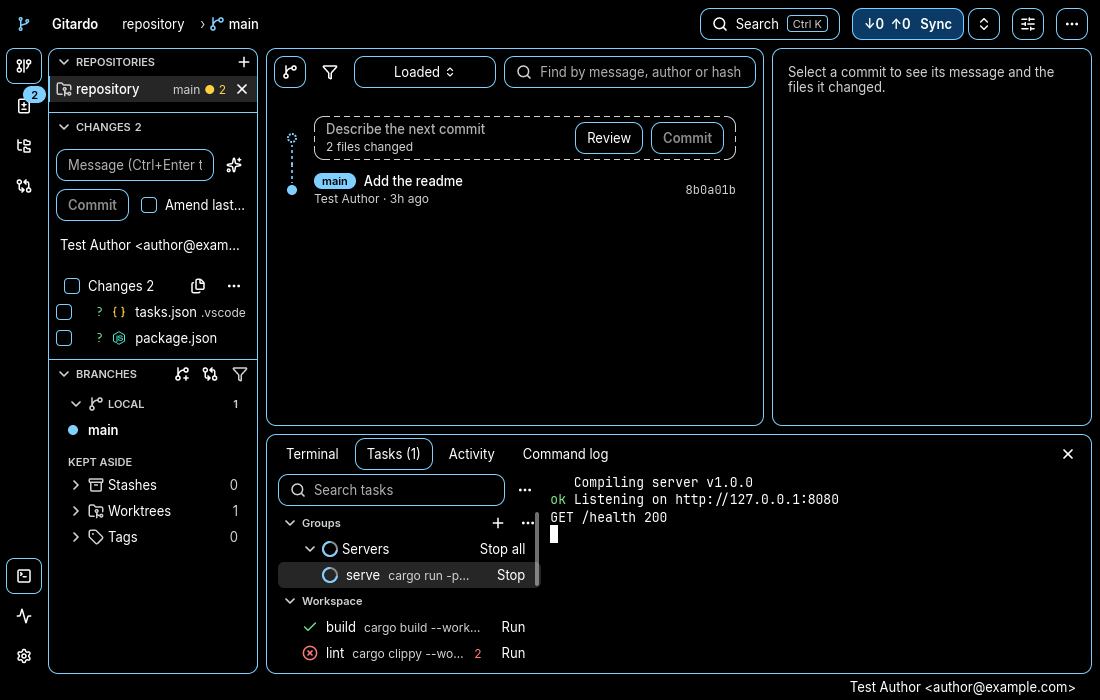 Gitardo repository › main Search Ctrl K ↓0 ↑0 Sync
REPOSITORIES
repository main 2
2
CHANGES 2
Message (Ctrl+Enter t
Commit Amend last...
Test Author <author@exam...
Changes 2
? { } tasks.json .vscode
? package.json
BRANCHES
LOCAL 1
main
KEPT ASIDE
Stashes 0
Worktrees 1
Tags 0
Loaded Find by message, author or hash
Describe the next commit
2 files changed
Review Commit
main Add the readme
Test Author · 3h ago
8b0a01b
Select a commit to see its message and the
files it changed.
Terminal Tasks (1) Activity Command log
Search tasks
Groups
Servers Stop all
serve cargo run -p... Stop
Workspace
build cargo build --work... Run
lint cargo clippy --wo... 2 Run
Compiling server v1.0.0
ok Listening on http://127.0.0.1:8080
GET /health 200
Test Author <author@example.com>